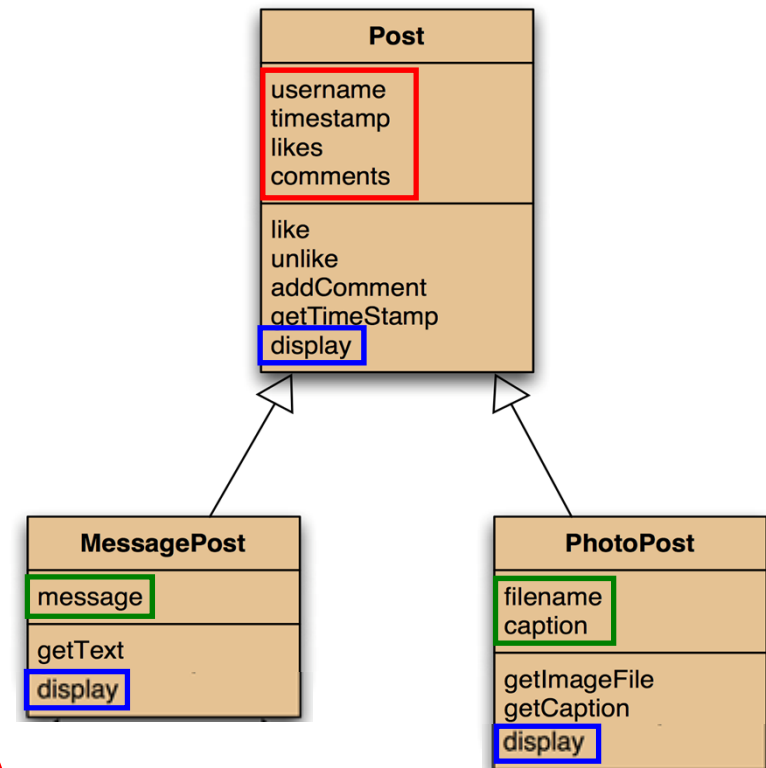 Post
username
timestamp
likes
comments
like
unlike
addComment
getTimeStamp
display
MessagePost
message
getText
display
PhotoPost
filename
caption
getImageFile
getCaption
display